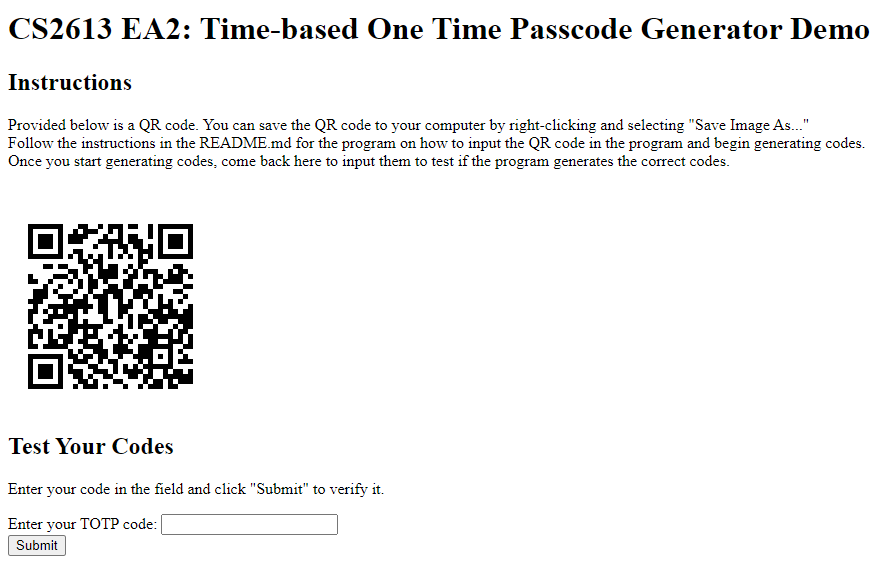 CS2613 EA2: Time-based One Time Passcode Generator Demo
Instructions
Provided below is a QR code. You can save the QR code to your computer by right-clicking and selecting "Save Image As..."
Follow the instructions in the README.md for the program on how to input the QR code in the program and begin generating codes.
Once you start generating codes, come back here to input them to test if the program generates the correct codes.
Test Your Codes
Enter your code in the field and click "Submit" to verify it.
Enter your TOTP code:
Submit